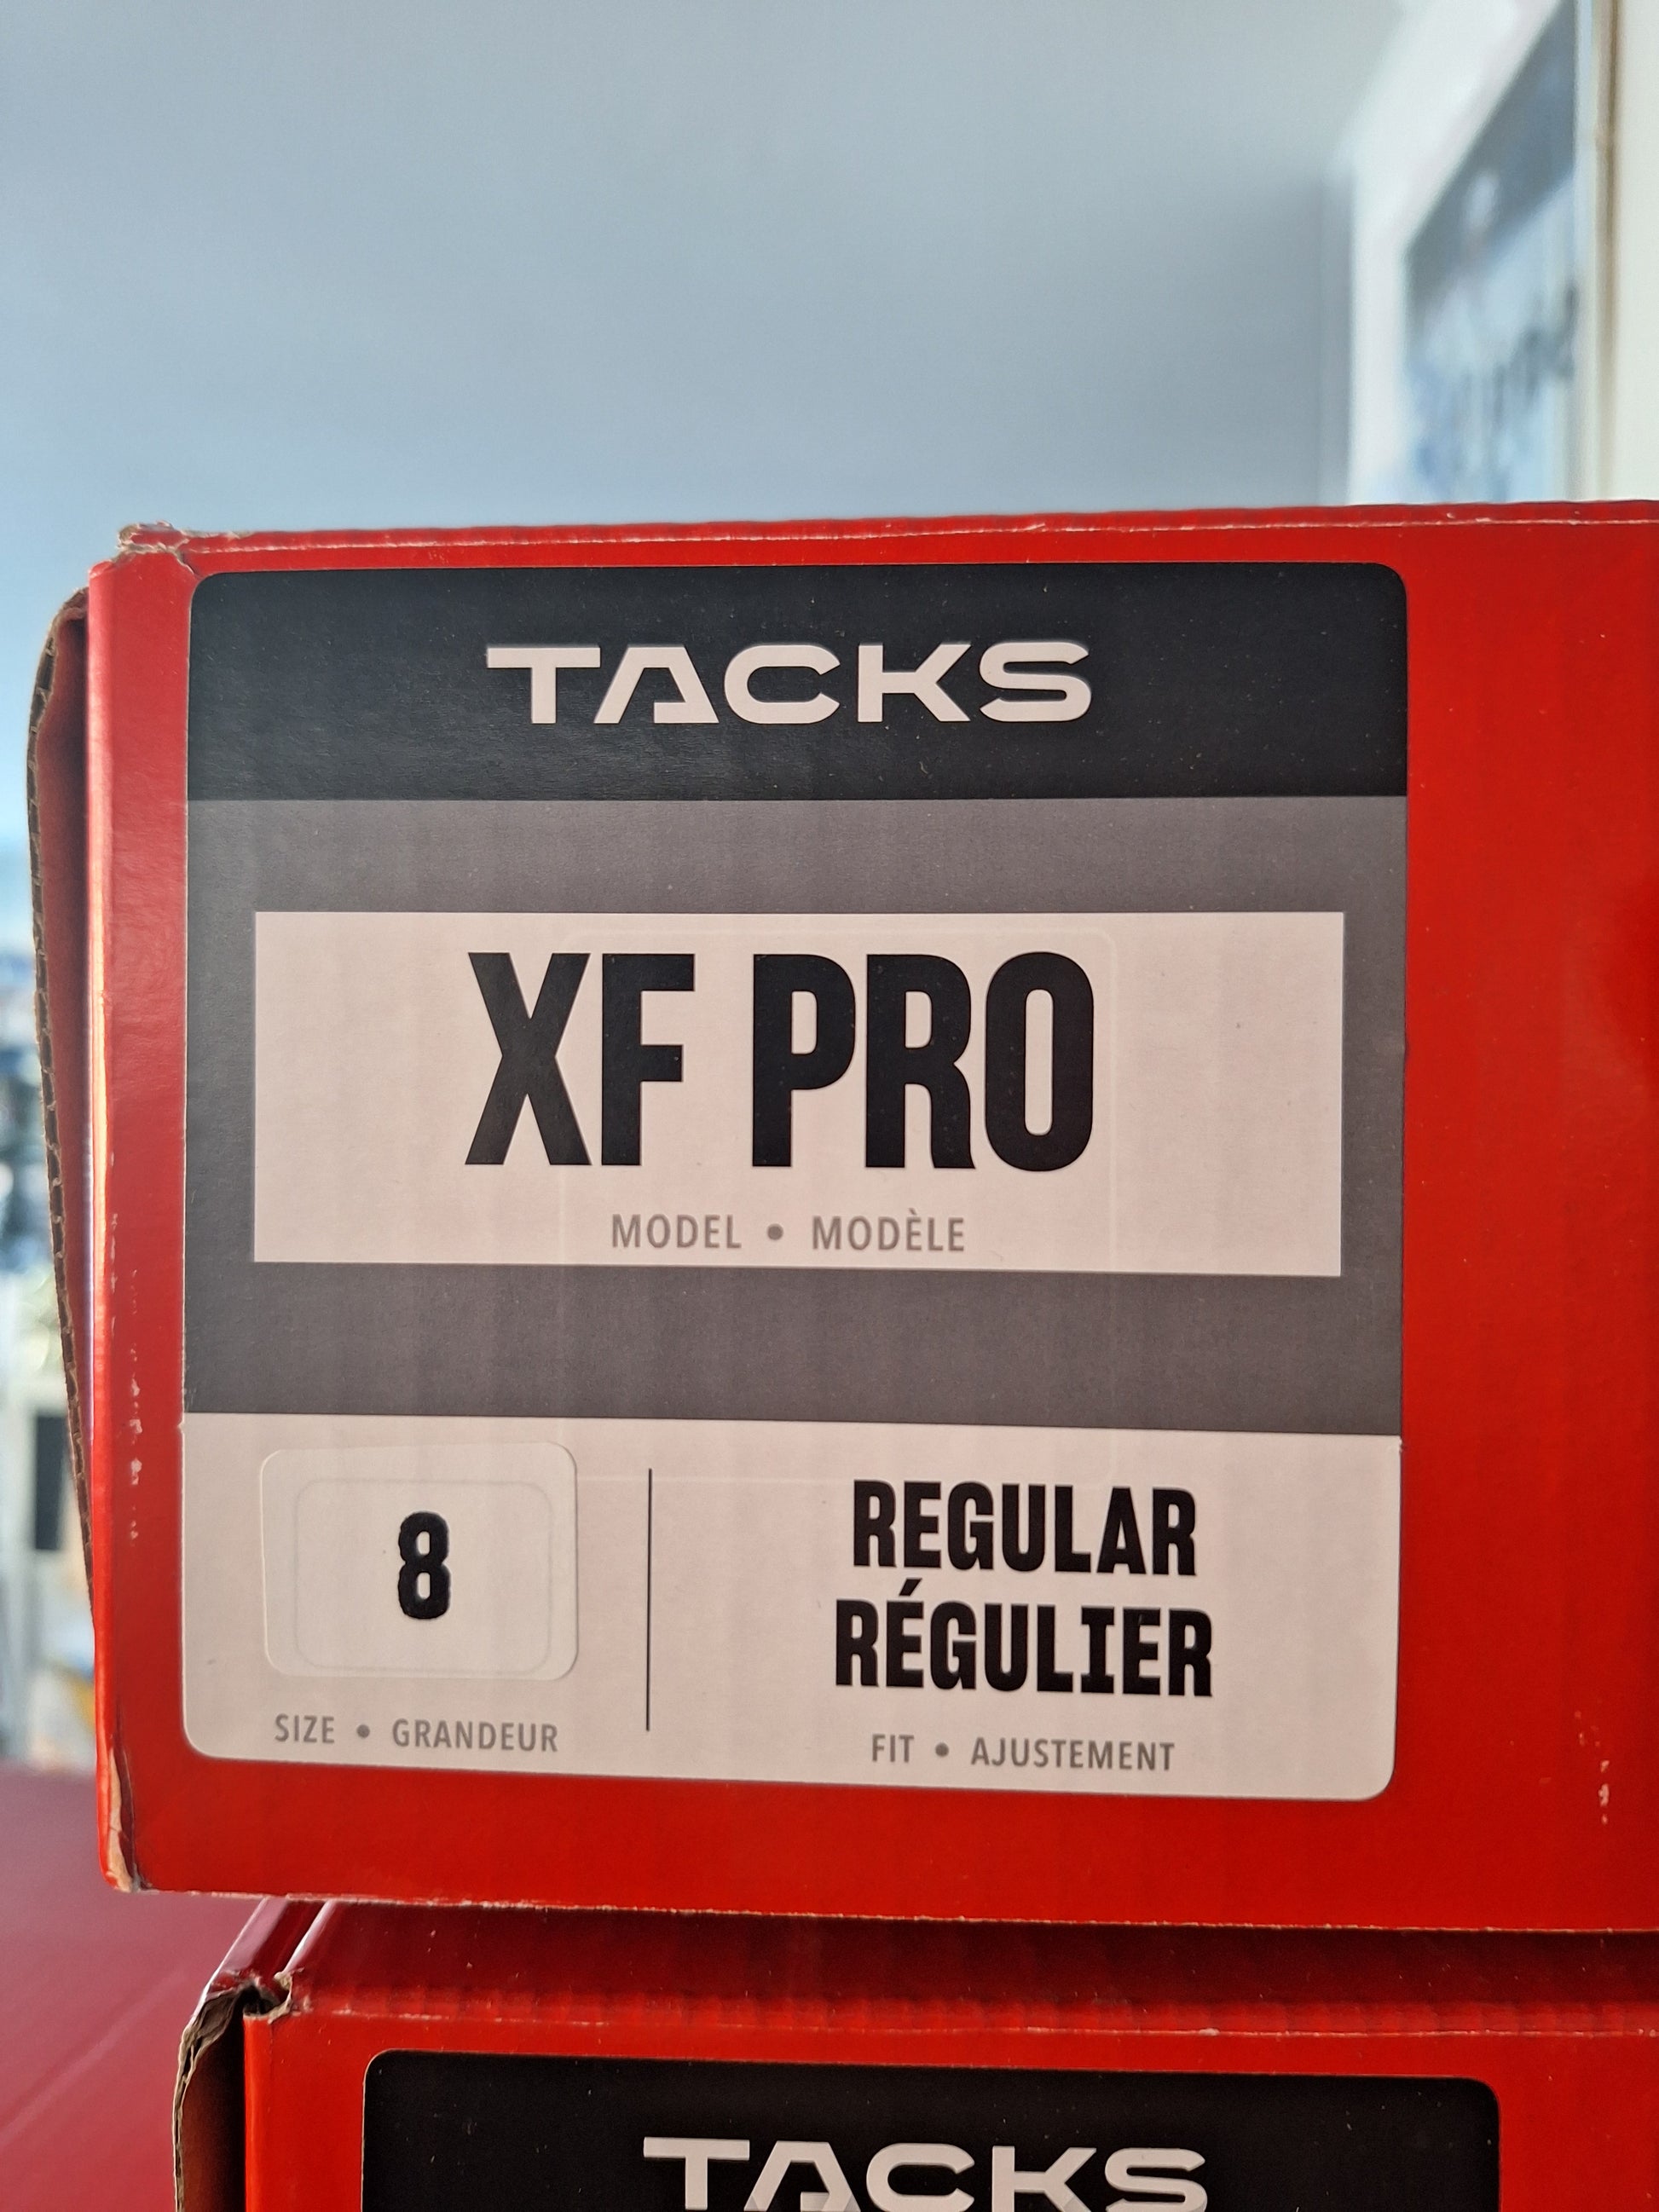 TACKS
XF PRO
MODEL • MODÈLE
8
SIZE • GRANDEUR
REGULAR
RÉGULIER
FIT • AJUSTEMENT
TACKS